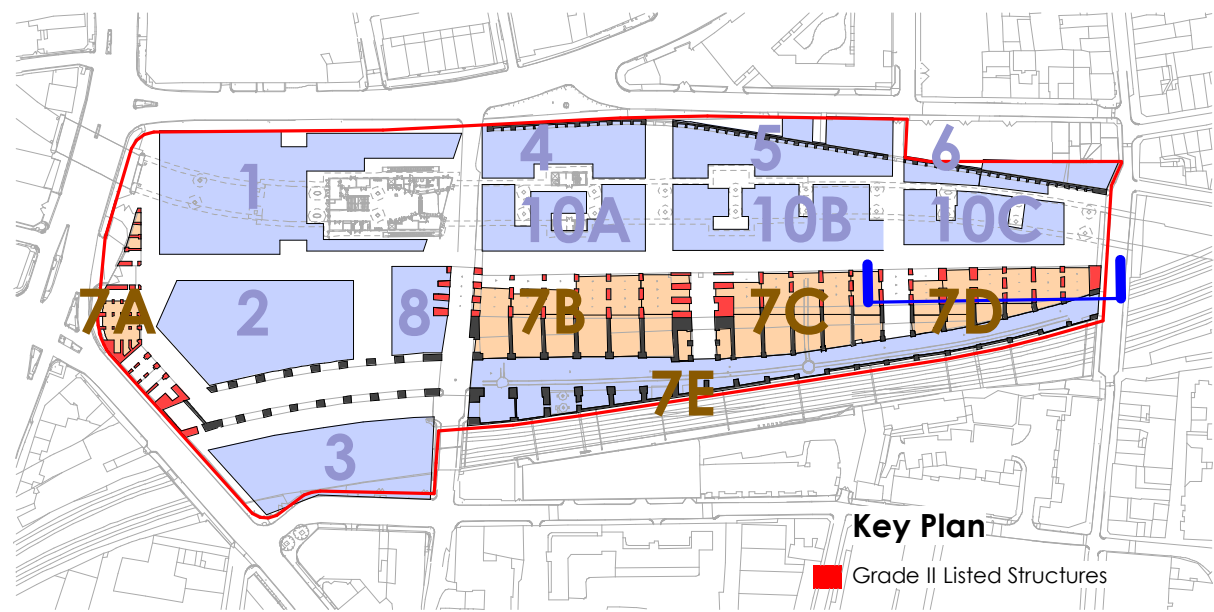 4
5
6
1
10A
10B
10C
2
8
7A
7B
7C
7D
7E
3
Key Plan
Grade II Listed Structures